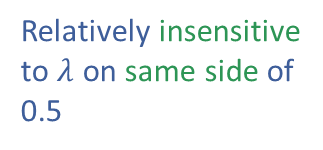 Relatively insensitive
to λ on same side of
0.5